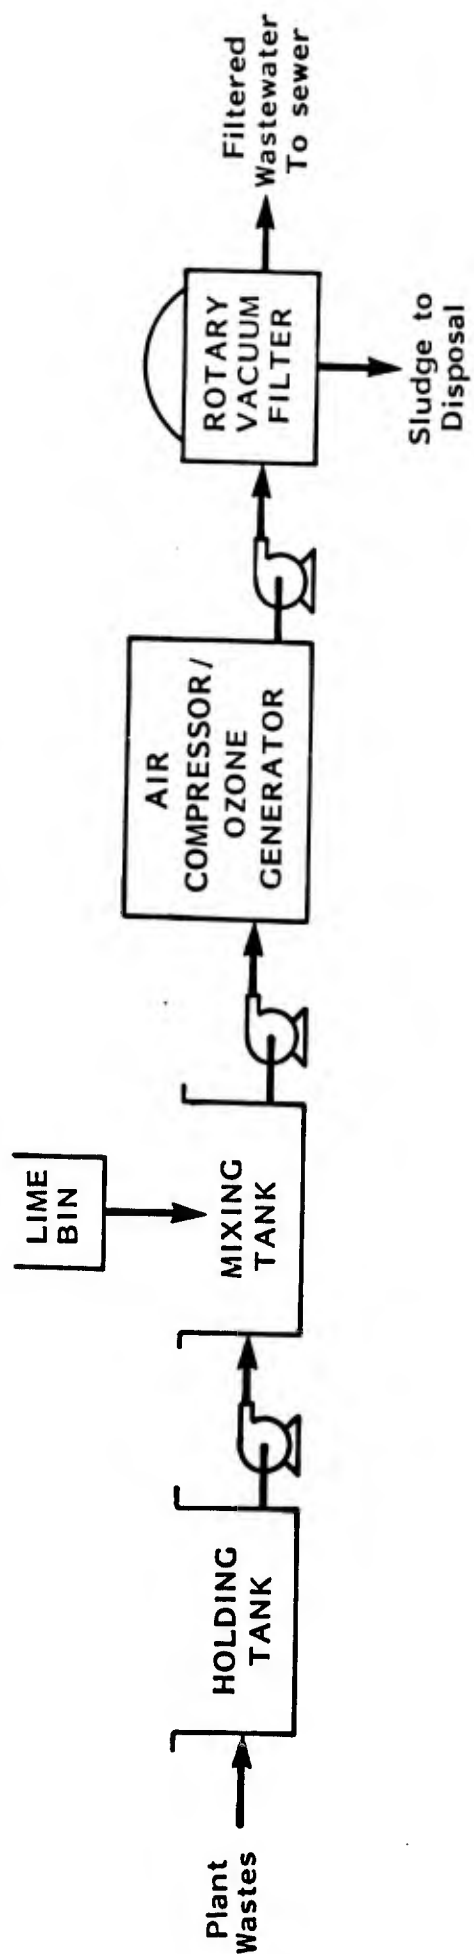 Plant
Wastes
HOLDING
TANK
LIME
BIN
MIXING
TANK
AIR
COMPRESSOR/
OZONE
GENERATOR
ROTARY
VACUUM
FILTER
Filtered
Wastewater
To sewer
Sludge to
Disposal